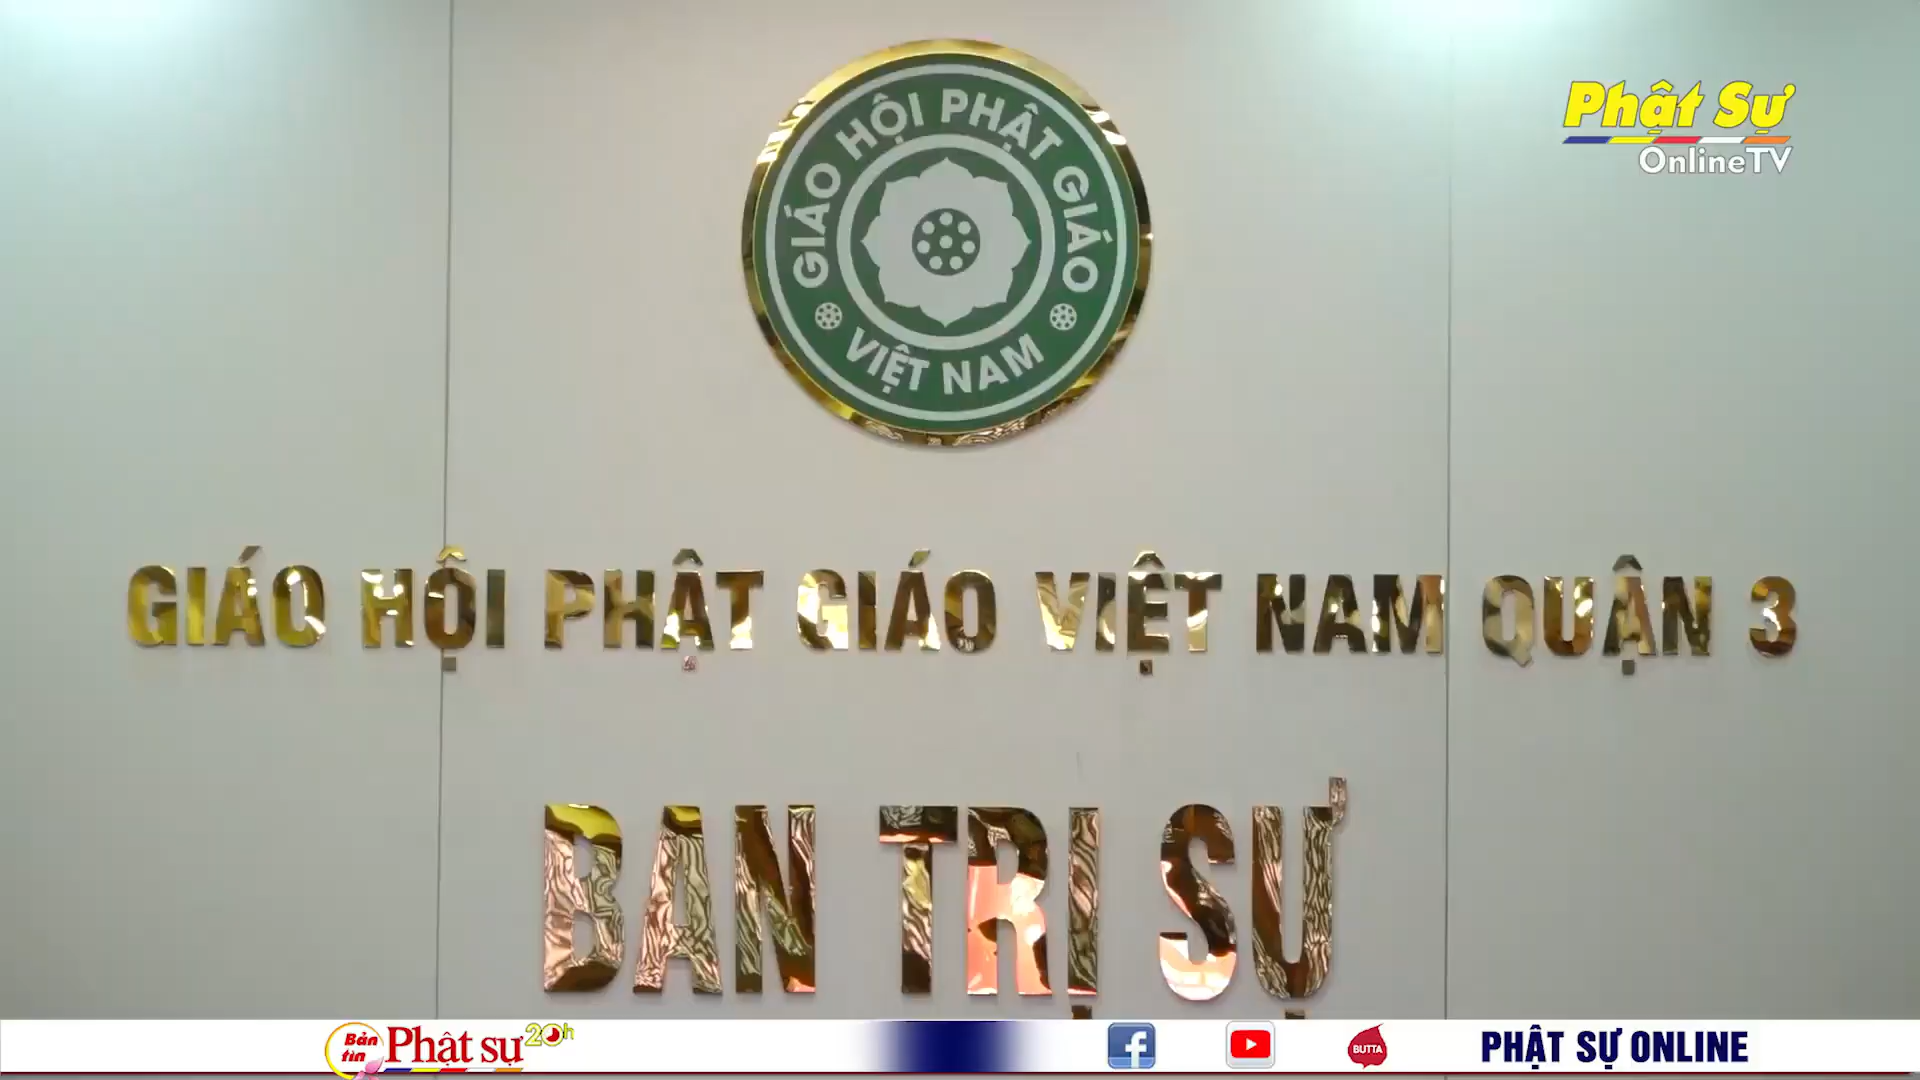 GIÁO HỘI PHẬT GIÁO
VIỆT NAM
Phật Sự
OnlineTV
GIÁO HỘI PHẬT GIÁO VIỆT NAM QUẬN 3
BAN TRỊ SỰ
Bản tin Phật sự 20h
BUTTA
PHẬT SỰ ONLINE